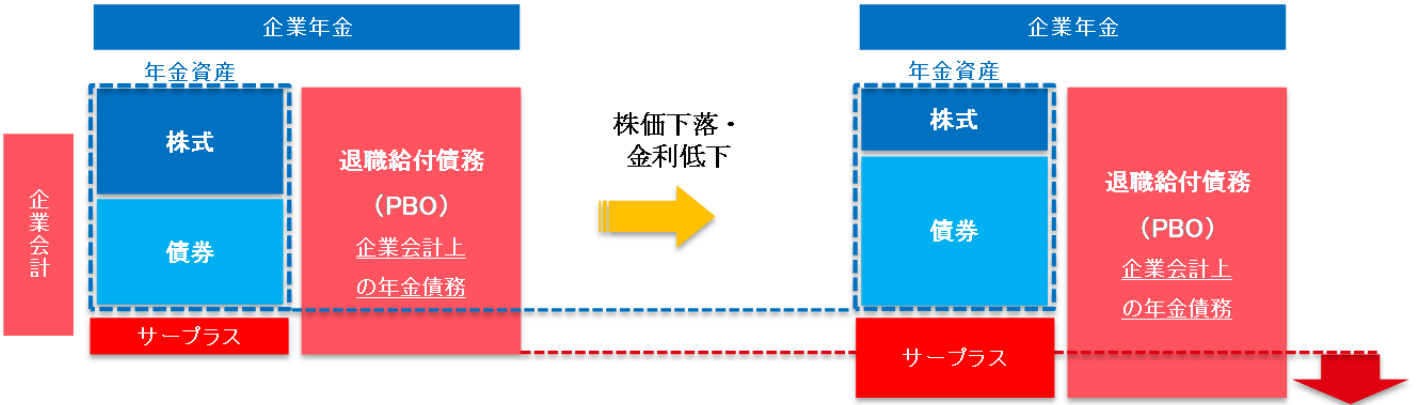 企業年金
年金資産
企業会計
株式
債券
サープラス
退職給付債務
（PBO）
企業会計上
の年金債務
株価下落・
金利低下
企業年金
年金資産
株式
債券
サープラス
退職給付債務
（PBO）
企業会計上
の年金債務